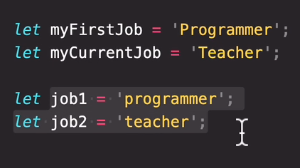 let myFirstJob = 'Programmer';
let myCurrentJob = 'Teacher';
let job1 = 'programmer';
let job2 = 'teacher';